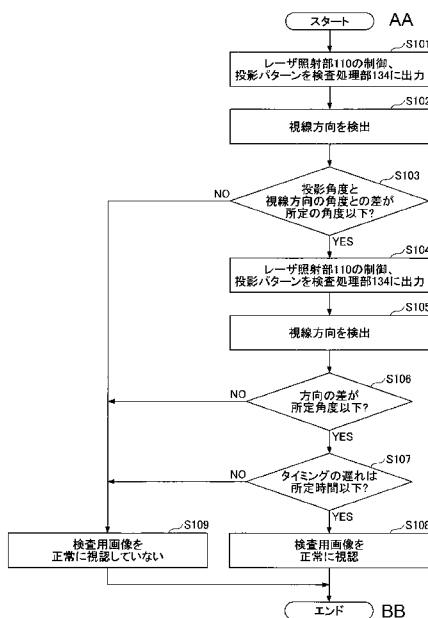 スタート AA
S101
レーザ照射部110の制御、
投影パターンを検査処理部134に出力
S102
視線方向を検出
S103
投影角度と
視線方向の角度との差が
所定の角度以下?
NO
YES
S104
レーザ照射部110の制御、
投影パターンを検査処理部134に出力
S105
視線方向を検出
S106
方向の差が
所定角度以下?
NO
YES
S107
タイミングの遅れは
所定時間以下?
NO
YES
S109
検査用画像を
正常に視認していない
S108
検査用画像を
正常に視認
エンド BB